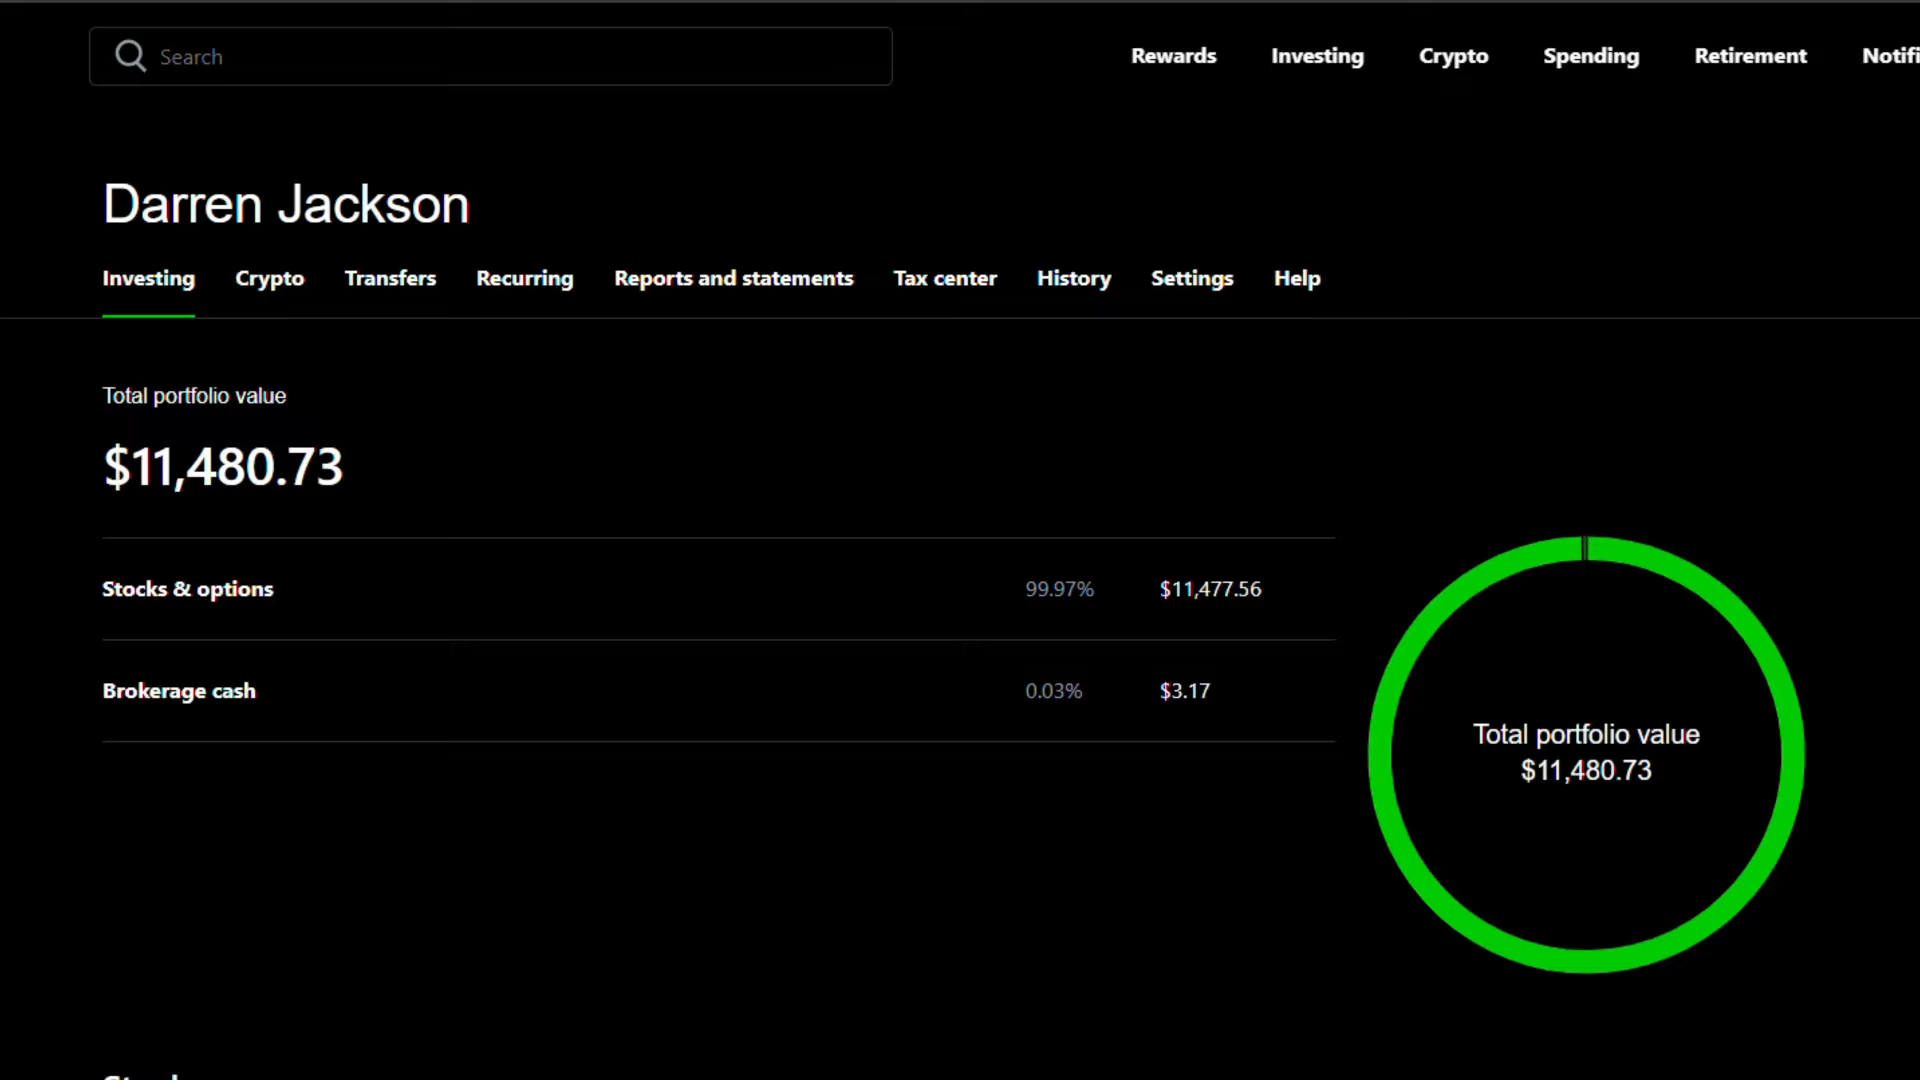 Search
Rewards Investing Crypto Spending Retirement Notifi
Darren Jackson
Investing Crypto Transfers Recurring Reports and statements Tax center History Settings Help
Total portfolio value
$11,480.73
Stocks & options 99.97% $11,477.56
Brokerage cash 0.03% $3.17
Total portfolio value
$11,480.73